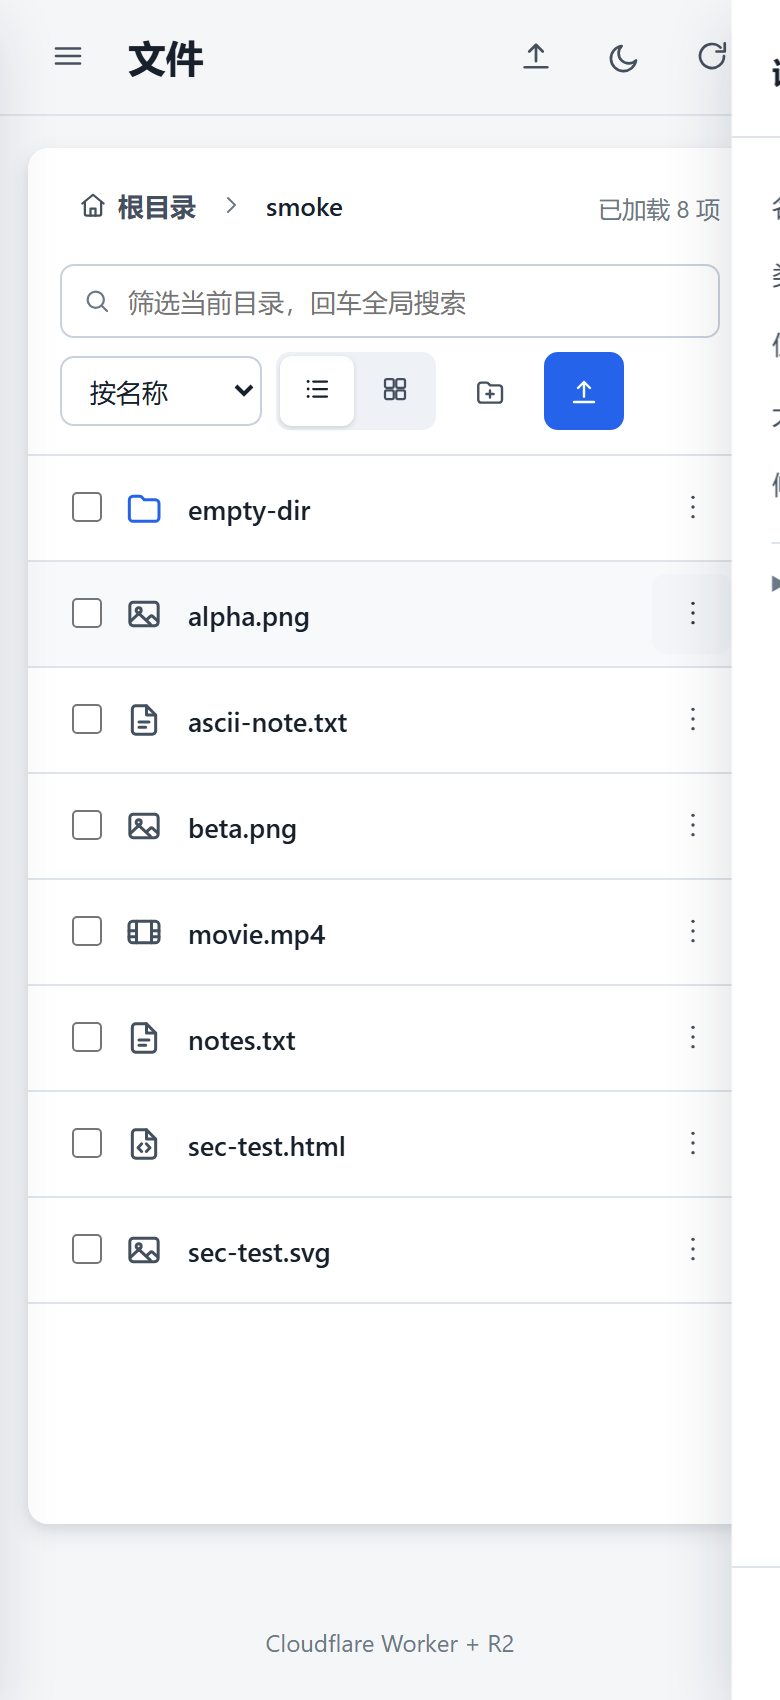 文件
根目录 smoke 已加载 8 项
筛选当前目录，回车全局搜索
按名称
empty-dir
alpha.png
ascii-note.txt
beta.png
movie.mp4
notes.txt
sec-test.html
sec-test.svg
Cloudflare Worker + R2